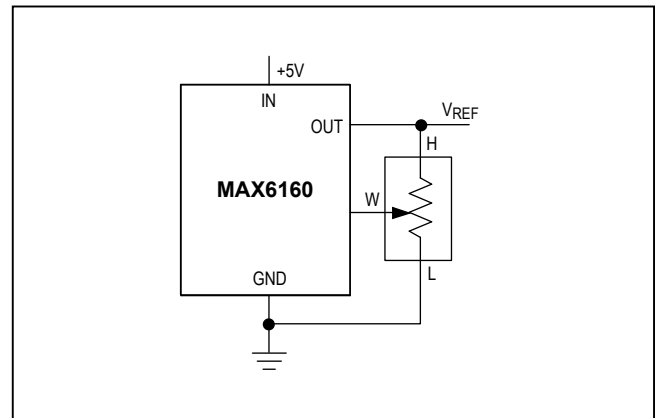 +5V
IN
OUT
VREF
H
MAX6160
W
L
GND